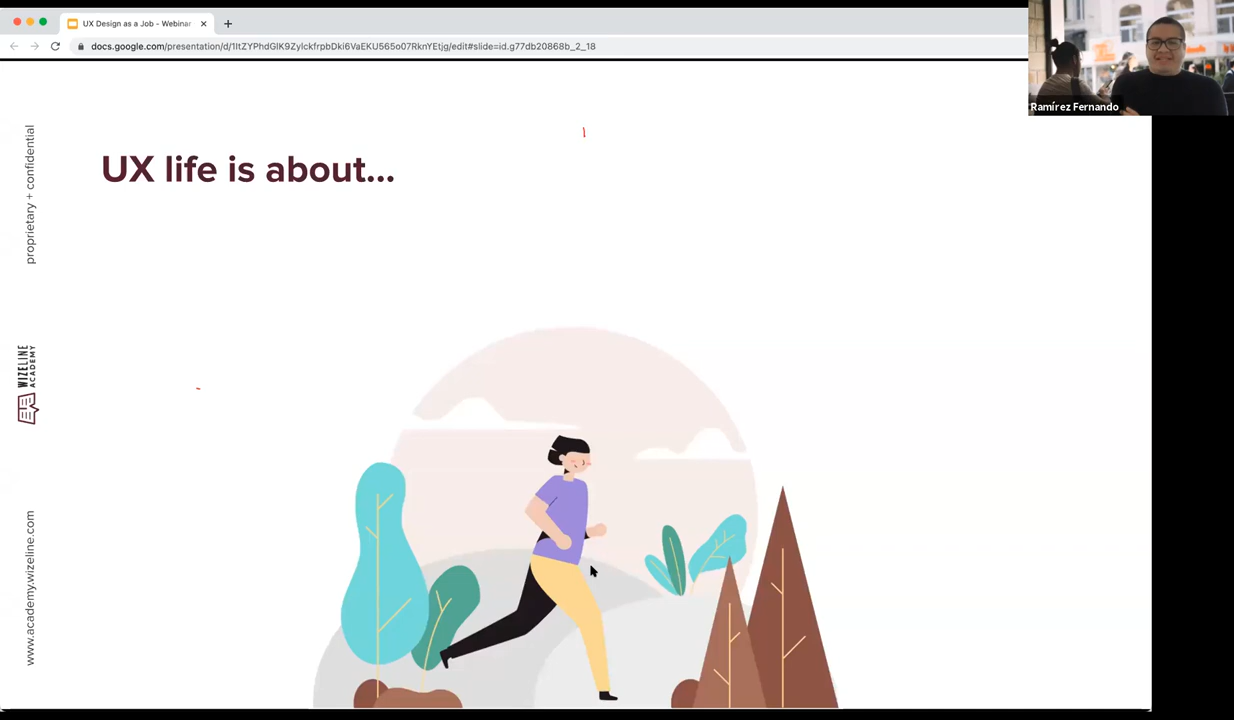 UX Design as a Job - Webinar
docs.google.com/presentation/d/1ItZYPhdGlK9ZylckfrpbDki6VaEKU565o07RknYEtjg/edit#slide=id.g77db20868b_2_18
Ramírez Fernando
proprietary + confidential
UX life is about...
WIZELINE
ACADEMY
www.academy.wizeline.com